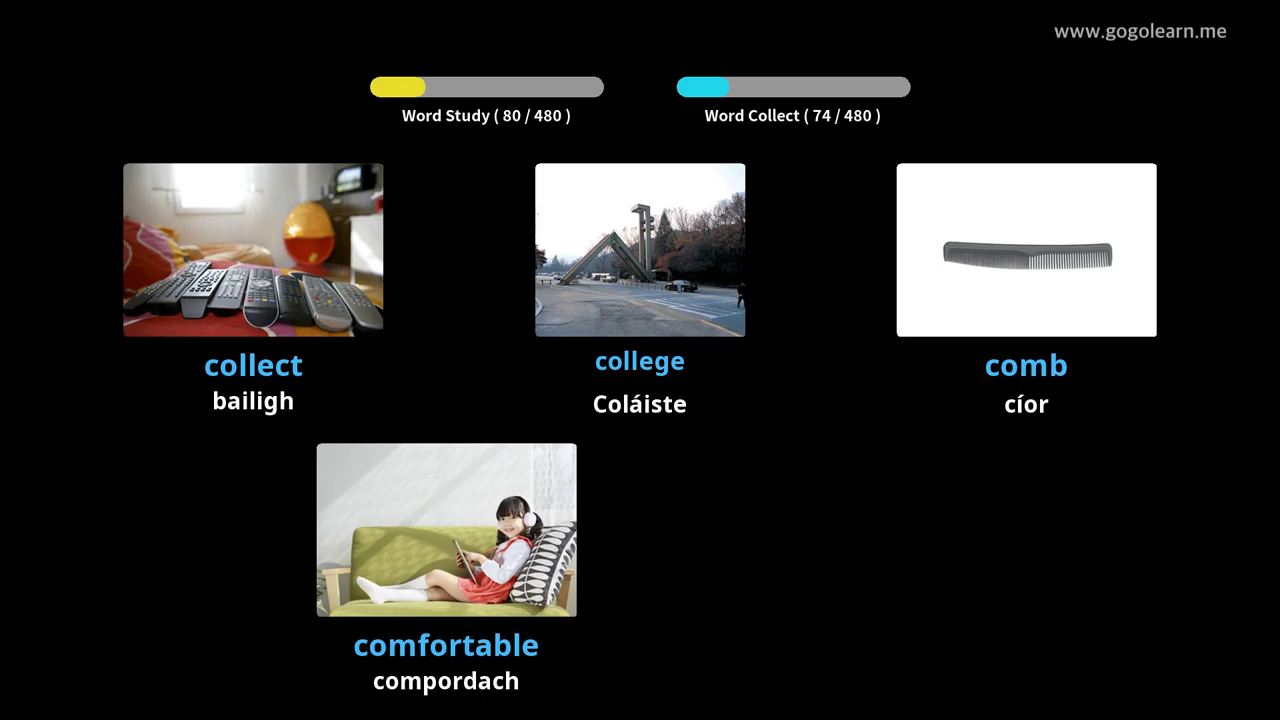 www.gogolearn.me
Word Study ( 80 / 480 )
Word Collect ( 74 / 480 )
collect
bailigh
college
Coláiste
comb
cíor
comfortable
compordach